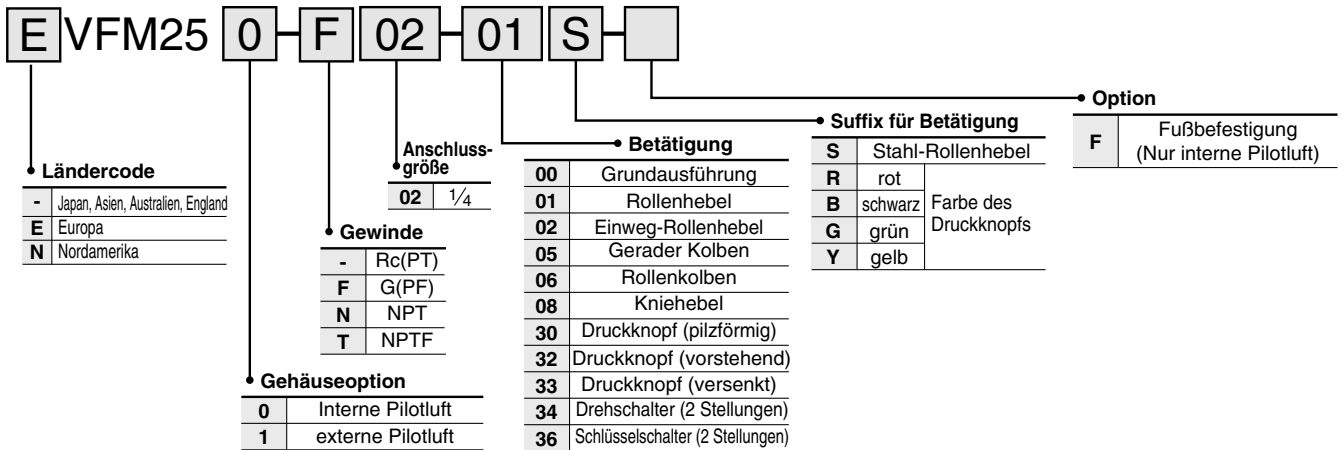 E VFM25 0 - F 02 - 01 S -
Ländercode
- Japan, Asien, Australien, England
E Europa
N Nordamerika
Gehäuseoption
0 Interne Pilotluft
1 externe Pilotluft
Gewinde
- Rc(PT)
F G(PF)
N NPT
T NPTF
Anschluss-
größe
02 1/4
Betätigung
00 Grundausführung
01 Rollenhebel
02 Einweg-Rollenhebel
05 Gerader Kolben
06 Rollenkolben
08 Kniehebel
30 Druckknopf (pilzförmig)
32 Druckknopf (vorstehend)
33 Druckknopf (versenkt)
34 Drehschalter (2 Stellungen)
36 Schlüsselschalter (2 Stellungen)
Suffix für Betätigung
S Stahl-Rollenhebel
R rot
B schwarz
G grün
Y gelb
Farbe des
Druckknopfs
Option
F Fußbefestigung
(Nur interne Pilotluft)